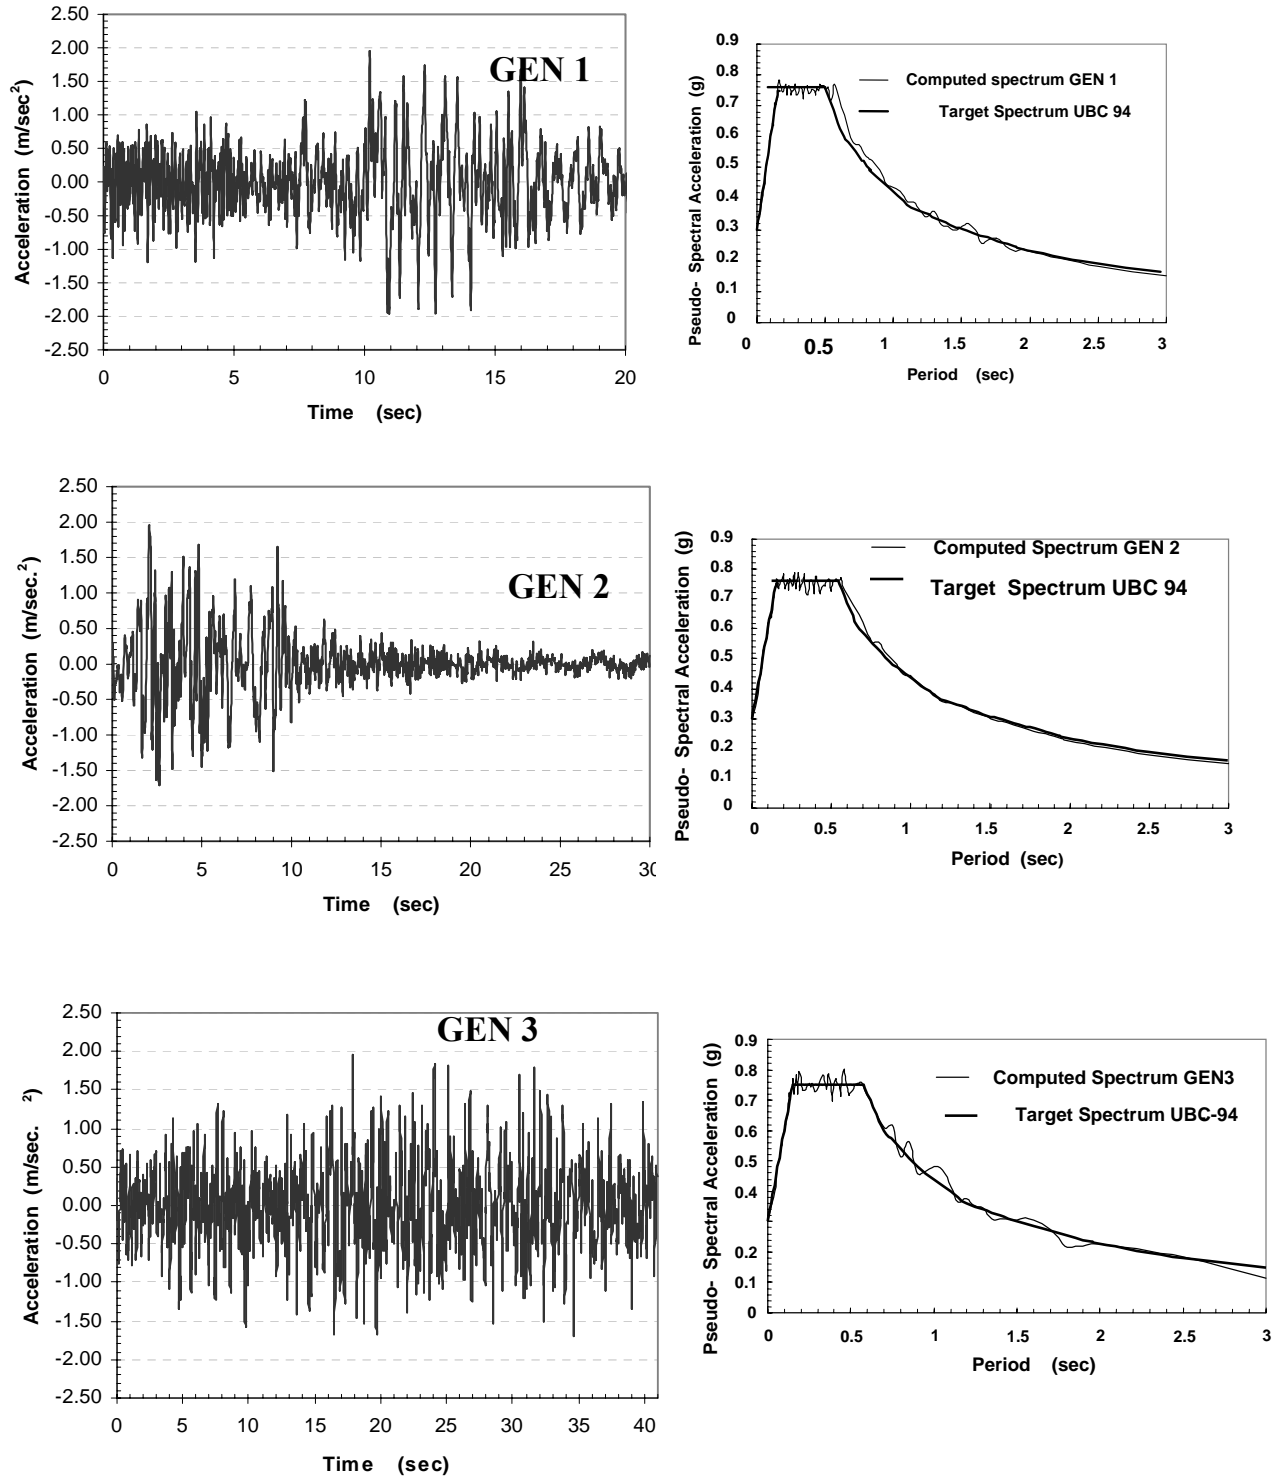 2.50
2.00
1.50
1.00
0.50
0.00
-0.50
-1.00
-1.50
-2.00
-2.50
Acceleration (m/sec2)
GEN 1
0 5 10 15 20
Time (sec)
0.9
0.8
0.7
0.6
0.5
0.4
0.3
0.2
0.1
0
Pseudo- Spectral Acceleration (g)
Computed spectrum GEN 1
Target Spectrum UBC 94
0 0.5 1 1.5 2 2.5 3
Period (sec)
2.50
2.00
1.50
1.00
0.50
0.00
-0.50
-1.00
-1.50
-2.00
-2.50
Acceleration (m/sec.2)
GEN 2
0 5 10 15 20 25 30
Time (sec)
0.9
0.8
0.7
0.6
0.5
0.4
0.3
0.2
0.1
0
Pseudo- Spectral Acceleration (g)
Computed Spectrum GEN 2
Target Spectrum UBC 94
0 0.5 1 1.5 2 2.5 3
Period (sec)
2.50
2.00
1.50
1.00
0.50
0.00
-0.50
-1.00
-1.50
-2.00
-2.50
Acceleration (m/sec. 2)
GEN 3
0 5 10 15 20 25 30 35 40
Time (sec)
0.9
0.8
0.7
0.6
0.5
0.4
0.2
0.1
0
Pseudo- Spectral Acceleration (g)
Computed Spectrum GEN3
Target Spectrum UBC-94
0 0.5 1 1.5 2 2.5 3
Period (sec)